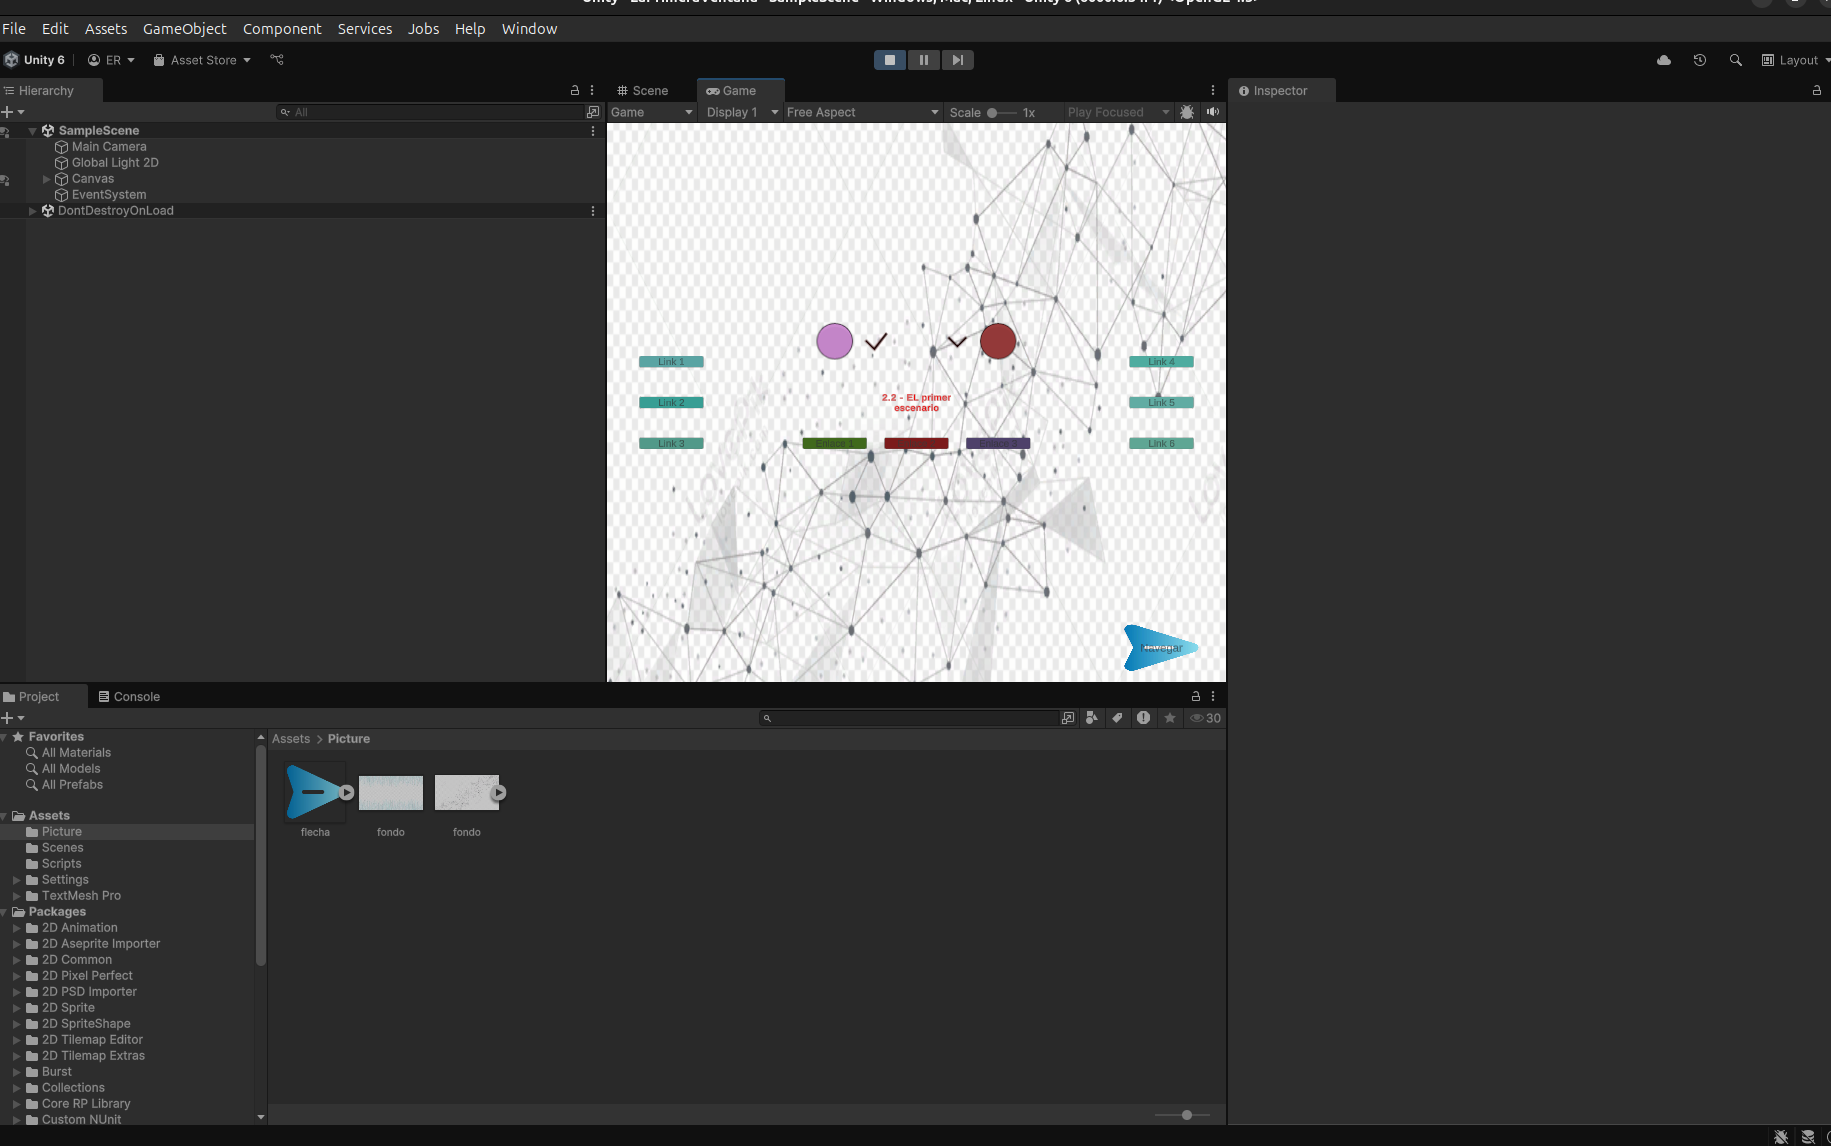 File Edit Assets GameObject Component Services Jobs Help Window
Unity 6 ER Asset Store Layout
Hierarchy
All
SampleScene
Main Camera
Global Light 2D
Canvas
EventSystem
DontDestroyOnLoad
Scene Game
Game Display 1 Free Aspect Scale 1x Play Focused
Link 1
Link 2
Link 3
2.2 - EL primer
escenario
Enlace 1
Enlace 3
Link 4
Link 5
Link 6
Navegar
Inspector
Project Console
30
Favorites
All Materials
All Models
All Prefabs
Assets
Picture
Scenes
Scripts
Settings
TextMesh Pro
Packages
2D Animation
2D Aseprite Importer
2D Common
2D Pixel Perfect
2D PSD Importer
2D Sprite
2D SpriteShape
2D Tilemap Editor
2D Tilemap Extras
Burst
Collections
Core RP Library
Custom NUnit
Assets > Picture
flecha fondo fondo